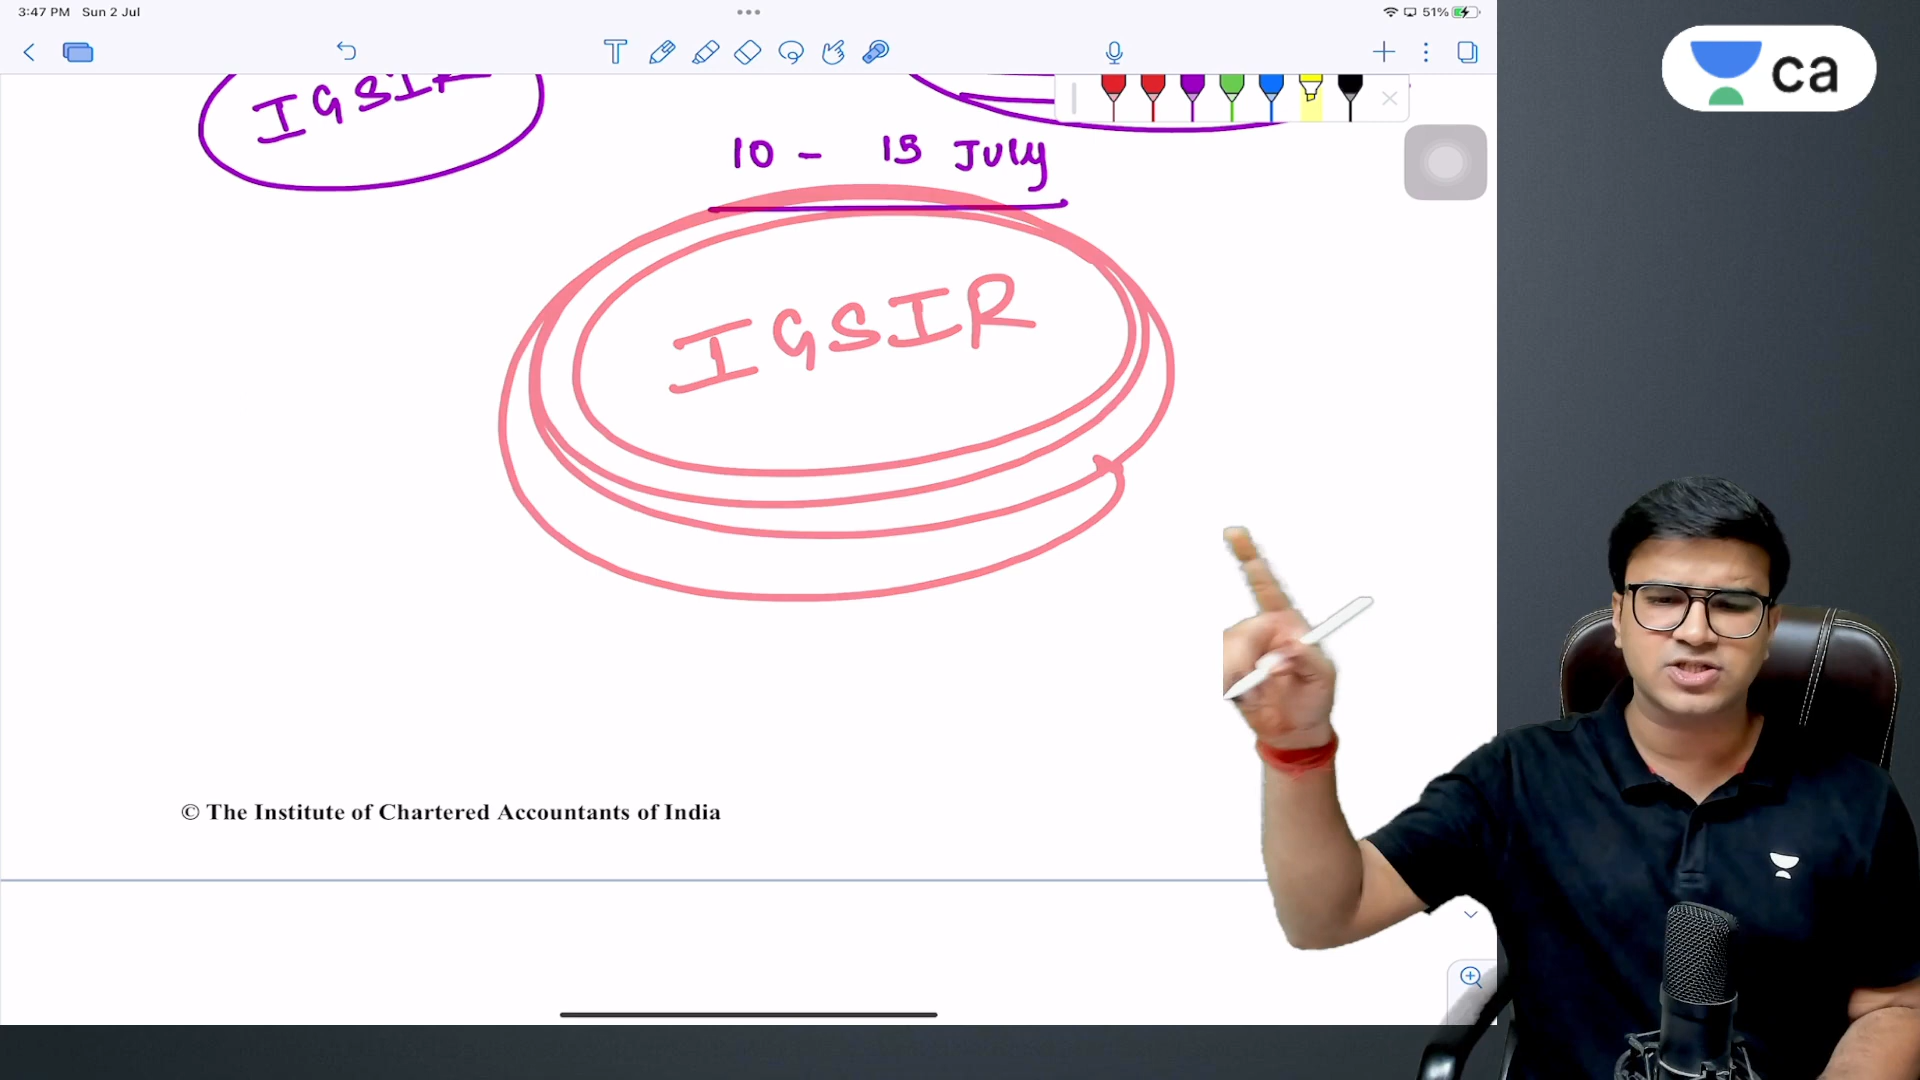 3:47 PM Sun 2 Jul
51%
ca
IGSIR
10 - 15 July
IGSIR
© The Institute of Chartered Accountants of India